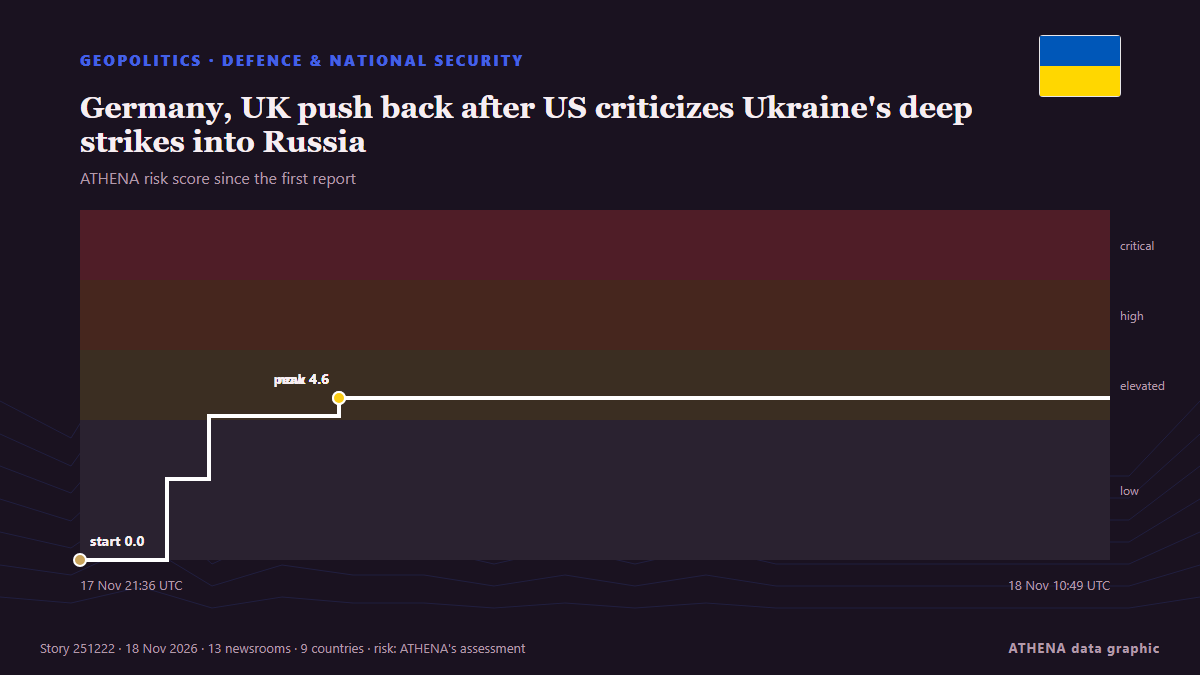 GEOPOLITICS · DEFENCE & NATIONAL SECURITY
Germany, UK push back after US criticizes Ukraine's deep
strikes into Russia
ATHENA risk score since the first report
critical
high
4.6
elevated
low
start 0.0
17 Nov 21:36 UTC
18 Nov 10:49 UTC
Story 251222 · 18 Nov 2026 · 13 newsrooms · 9 countries · risk: ATHENA's assessment
ATHENA data graphic